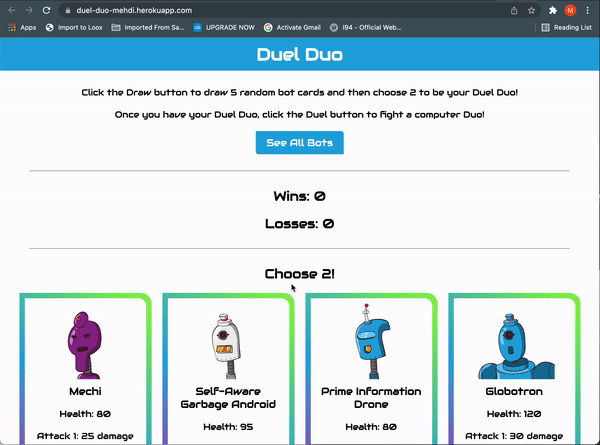 duel-duo-mehdi.herokuapp.com
M
Apps
Import to Loox
Imported From Sa...
UPGRADE NOW
Activate Gmail
I94 - Official Web...
Reading List
Duel Duo
Click the Draw button to draw 5 random bot cards and then choose 2 to be your Duel Duo!
Once you have your Duel Duo, click the Duel button to fight a computer Duo!
See All Bots
Wins: 0
Losses: 0
Choose 2!
Mechi
Health: 80
Attack 1: 25 damage
Self-Aware
Garbage Android
Health: 95
Prime Information
Drone
Health: 80
Globotron
Health: 120
Attack 1: 30 damage